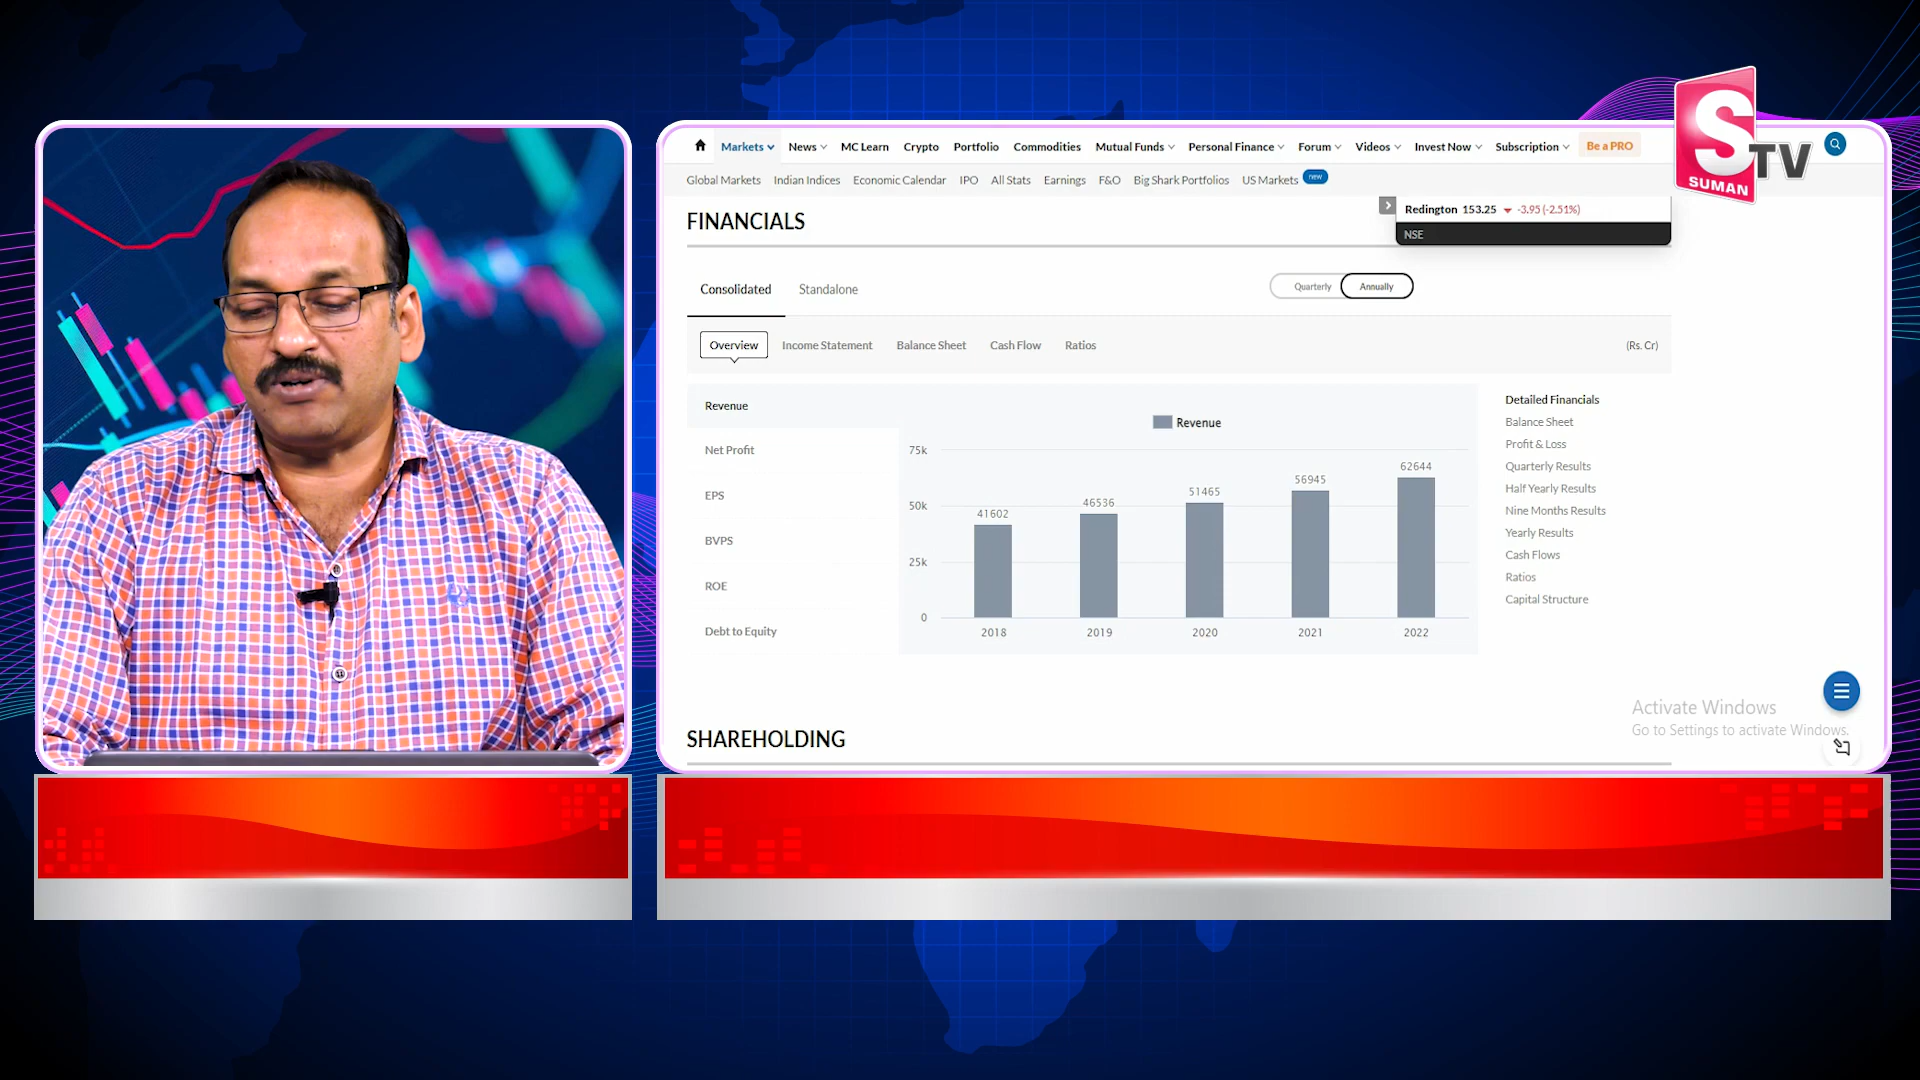 S
SUMAN
TV
Markets News MC Learn Crypto Portfolio Commodities Mutual Funds Personal Finance Forum Videos Invest Now Subscription Be a PRO
Global Markets Indian Indices Economic Calendar IPO All Stats Earnings F&O Big Shark Portfolios US Markets new
FINANCIALS
Redington 153.25 -3.95 (-2.51%)
NSE
Consolidated Standalone
Quarterly Annually
Overview Income Statement Balance Sheet Cash Flow Ratios
(Rs. Cr)
Revenue
Net Profit
EPS
BVPS
ROE
Debt to Equity
Revenue
75k
50k
25k
0
41602 46536 51465 56945 62644
2018 2019 2020 2021 2022
Detailed Financials
Balance Sheet
Profit & Loss
Quarterly Results
Half Yearly Results
Nine Months Results
Yearly Results
Cash Flows
Ratios
Capital Structure
Activate Windows
Go to Settings to activate Windows.
SHAREHOLDING